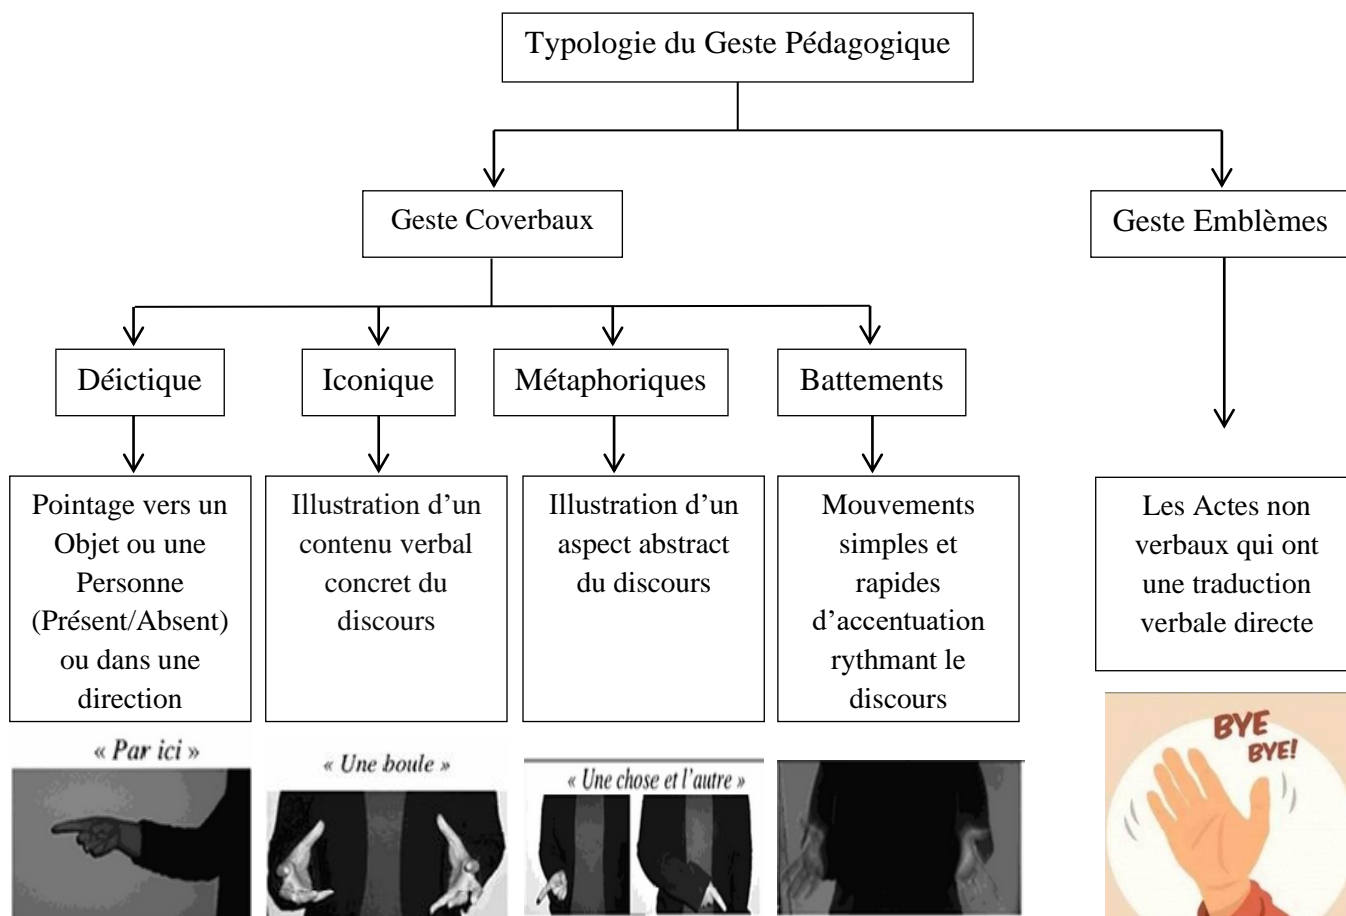 Typologie du Geste Pédagogique
Geste Coverbaux
Geste Emblèmes
Déictique
Iconique
Métaphoriques
Battements
Pointage vers un
Objet ou une
Personne
(Présent/Absent)
ou dans une
direction
Illustration d’un
contenu verbal
concret du
discours
Illustration d’un
aspect abstract
du discours
Mouvements
simples et
rapides
d’accentuation
rythmant le
discours
Les Actes non
verbaux qui ont
une traduction
verbale directe
« Par ici »
« Une boule »
« Une chose et l’autre »
BYE
BYE!